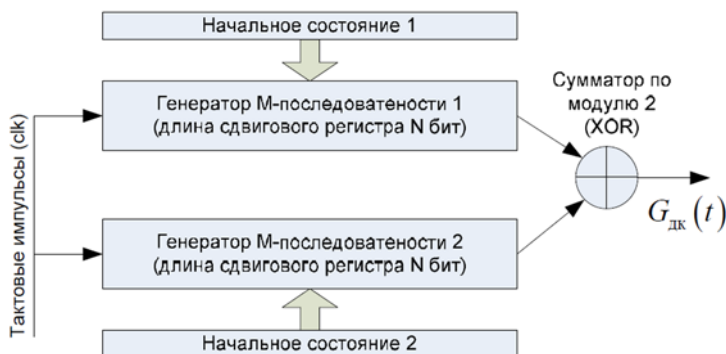 Начальное состояние 1
Генератор М-последовательности 1
(длина сдвигового регистра N бит)
Сумматор по
модулю 2
(XOR)
Тактовые импульсы (clk)
G дк (t)
Генератор М-последовательности 2
(длина сдвигового регистра N бит)
Начальное состояние 2